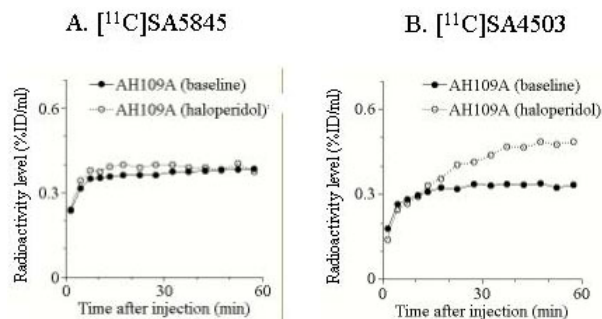 A. [¹¹C]SA5845
B. [¹¹C]SA4503
AH109A (baseline)
AH109A (haloperidol)
Radioactivity level (%ID/ml)
0.6
0.3
0
0
30
60
Time after injection (min)
AH109A (baseline)
AH109A (haloperidol)
Radioactivity level (%ID/ml)
0.6
0.3
0
0
30
60
Time after injection (min)